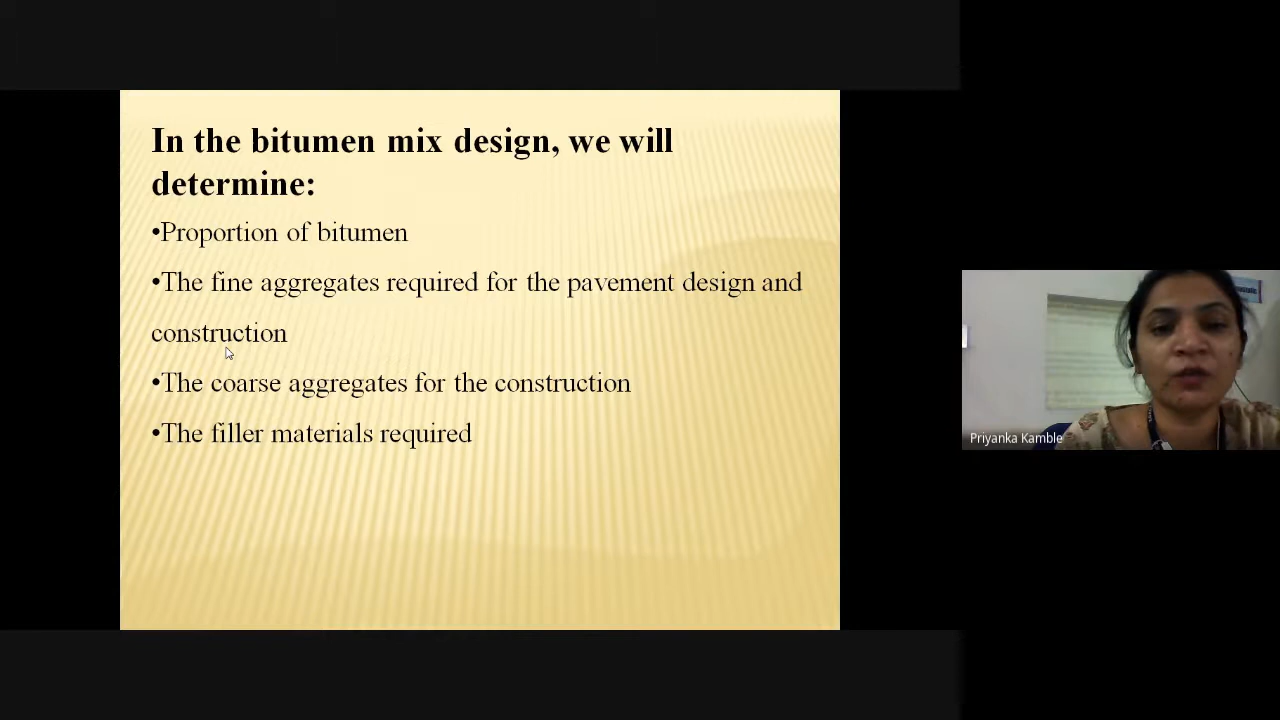 In the bitumen mix design, we will
determine:
•Proportion of bitumen
•The fine aggregates required for the pavement design and
construction
•The coarse aggregates for the construction
•The filler materials required
Priyanka Kamble